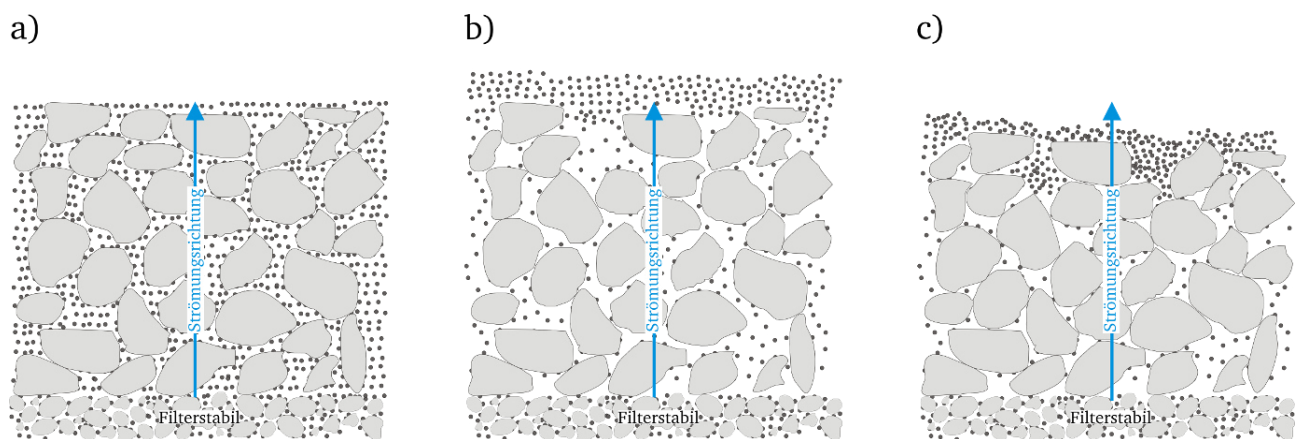 a)
b)
c)
Strömungsrichtung
Strömungsrichtung
Strömungsrichtung
Filterstabil
Filterstabil
Filterstabil